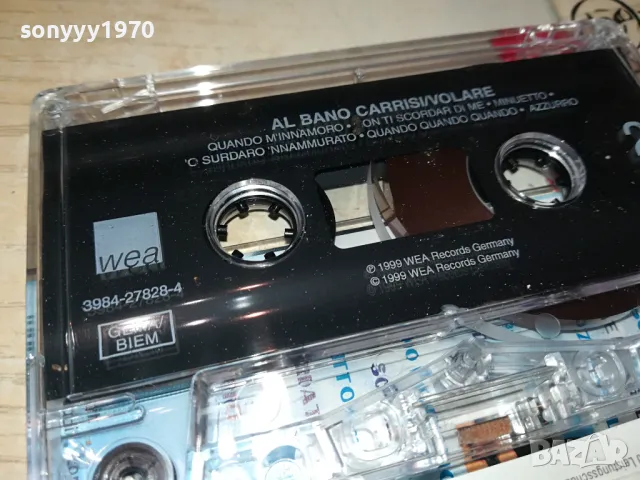 sonyyy1970
AL BANO CARRISI/VOLARE
QUANDO M'INNAMORO • ON TI SCORDAR DI ME • MINUETTO •
'O SURDARO 'NNAMMURATO • QUANDO QUANDO QUANDO • AZZURRO
wea
3984-27828-4
GEMA/
BIEM
℗ 1999 WEA Records Germany
© 1999 WEA Records Germany
BAZAR.BG